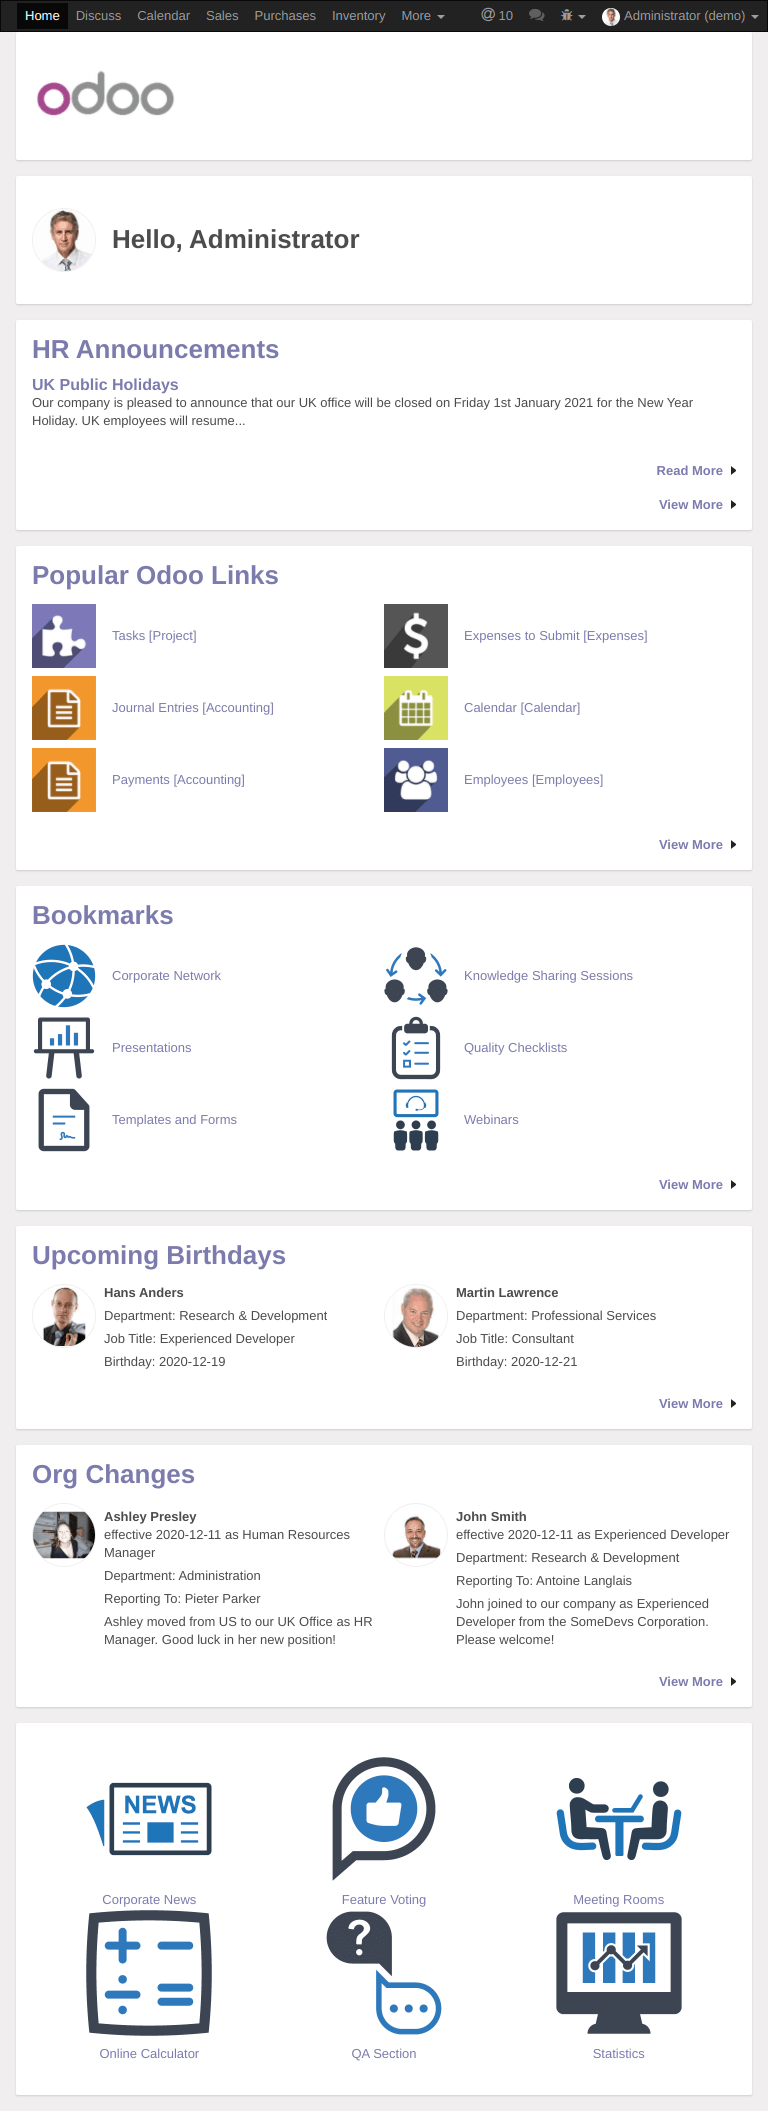 Home Discuss Calendar Sales Purchases Inventory More @ 10 Administrator (demo)
odoo
Hello, Administrator
HR Announcements
UK Public Holidays
Our company is pleased to announce that our UK office will be closed on Friday 1st January 2021 for the New Year
Holiday. UK employees will resume...
Read More
View More
Popular Odoo Links
Tasks [Project]
Expenses to Submit [Expenses]
Journal Entries [Accounting]
Calendar [Calendar]
Payments [Accounting]
Employees [Employees]
View More
Bookmarks
Corporate Network
Knowledge Sharing Sessions
Presentations
Quality Checklists
Templates and Forms
Webinars
View More
Upcoming Birthdays
Hans Anders
Department: Research & Development
Job Title: Experienced Developer
Birthday: 2020-12-19
Martin Lawrence
Department: Professional Services
Job Title: Consultant
Birthday: 2020-12-21
View More
Org Changes
Ashley Presley
effective 2020-12-11 as Human Resources
Manager
Department: Administration
Reporting To: Pieter Parker
Ashley moved from US to our UK Office as HR
Manager. Good luck in her new position!
John Smith
effective 2020-12-11 as Experienced Developer
Department: Research & Development
Reporting To: Antoine Langlais
John joined to our company as Experienced
Developer from the SomeDevs Corporation.
Please welcome!
View More
NEWS
Corporate News
Feature Voting
Meeting Rooms
?
Online Calculator
QA Section
Statistics